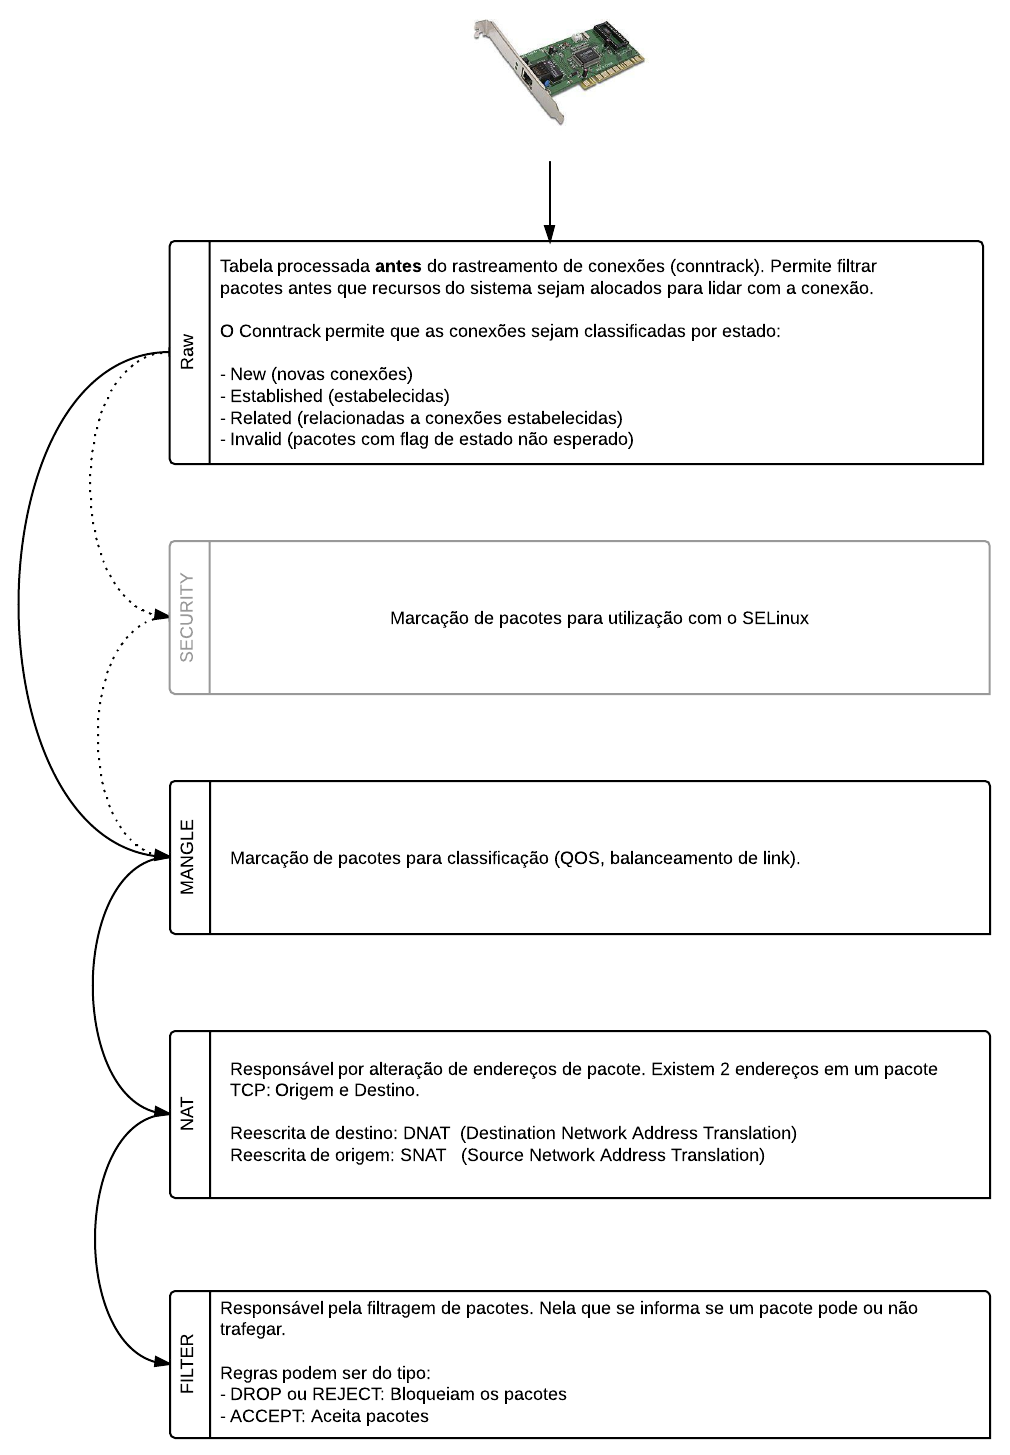 Raw
Tabela processada antes do rastreamento de conexões (conntrack). Permite filtrar
pacotes antes que recursos do sistema sejam alocados para lidar com a conexão.
O Conntrack permite que as conexões sejam classificadas por estado:
- New (novas conexões)
- Established (estabelecidas)
- Related (relacionadas a conexões estabelecidas)
- Invalid (pacotes com flag de estado não esperado)
SECURITY
Marcação de pacotes para utilização com o SELinux
MANGLE
Marcação de pacotes para classificação (QOS, balanceamento de link).
NAT
Responsável por alteração de endereços de pacote. Existem 2 endereços em um pacote
TCP: Origem e Destino.
Reescrita de destino: DNAT (Destination Network Address Translation)
Reescrita de origem: SNAT (Source Network Address Translation)
FILTER
Responsável pela filtragem de pacotes. Nela que se informa se um pacote pode ou não
trafegar.
Regras podem ser do tipo:
- DROP ou REJECT: Bloqueiam os pacotes
- ACCEPT: Aceita pacotes